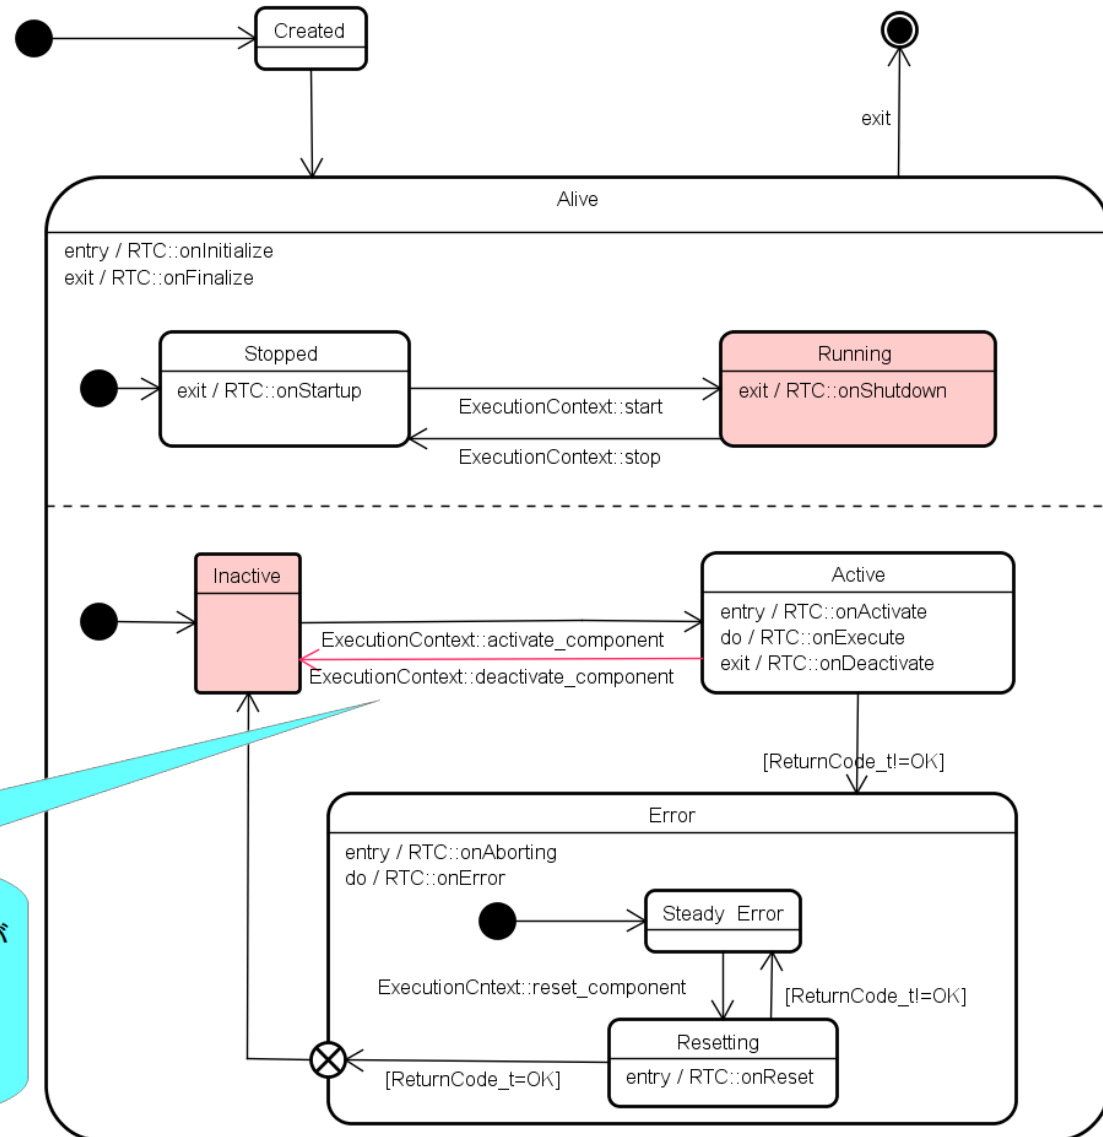 Created
exit
Alive
entry / RTC::onInitialize
exit / RTC::onFinalize
Stopped
exit / RTC::onStartup
Running
exit / RTC::onShutdown
ExecutionContext::start
ExecutionContext::stop
Inactive
Active
entry / RTC::onActivate
do / RTC::onExecute
exit / RTC::onDeactivate
ExecutionContext::activate_component
ExecutionContext::deactivate_component
[ReturnCode_t!=OK]
Error
entry / RTC::onAborting
do / RTC::onError
Steady Error
ExecutionCntext::reset_component
[ReturnCode_t!=OK]
Resetting
entry / RTC::onReset
[ReturnCode_t=OK]